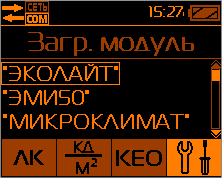 СЕТЬ
COM
15:27
Загр. модуль
"ЭКОЛАЙТ"
"ЭМИ50"
"МИКРОКЛИМАТ"
ЛК
КД/М²
КЕО